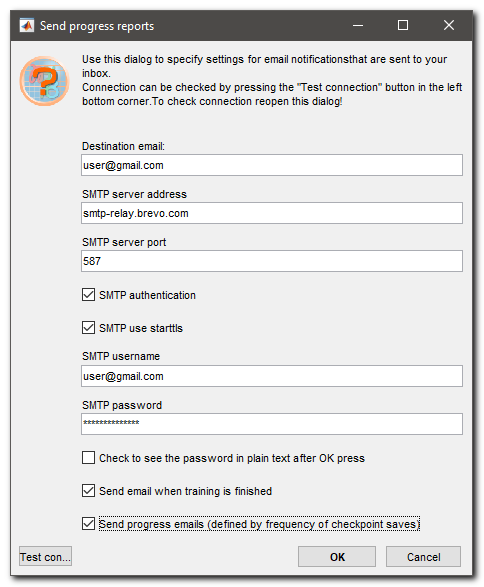 Send progress reports
Use this dialog to specify settings for email notificationsthat are sent to your
inbox.
Connection can be checked by pressing the "Test connection" button in the left
bottom corner.To check connection reopen this dialog!
Destination email:
user@gmail.com
SMTP server address
smtp-relay.brevo.com
SMTP server port
587
SMTP authentication
SMTP use starttls
SMTP username
user@gmail.com
SMTP password
**************
Check to see the password in plain text after OK press
Send email when training is finished
Send progress emails (defined by frequency of checkpoint saves)
Test con... OK Cancel